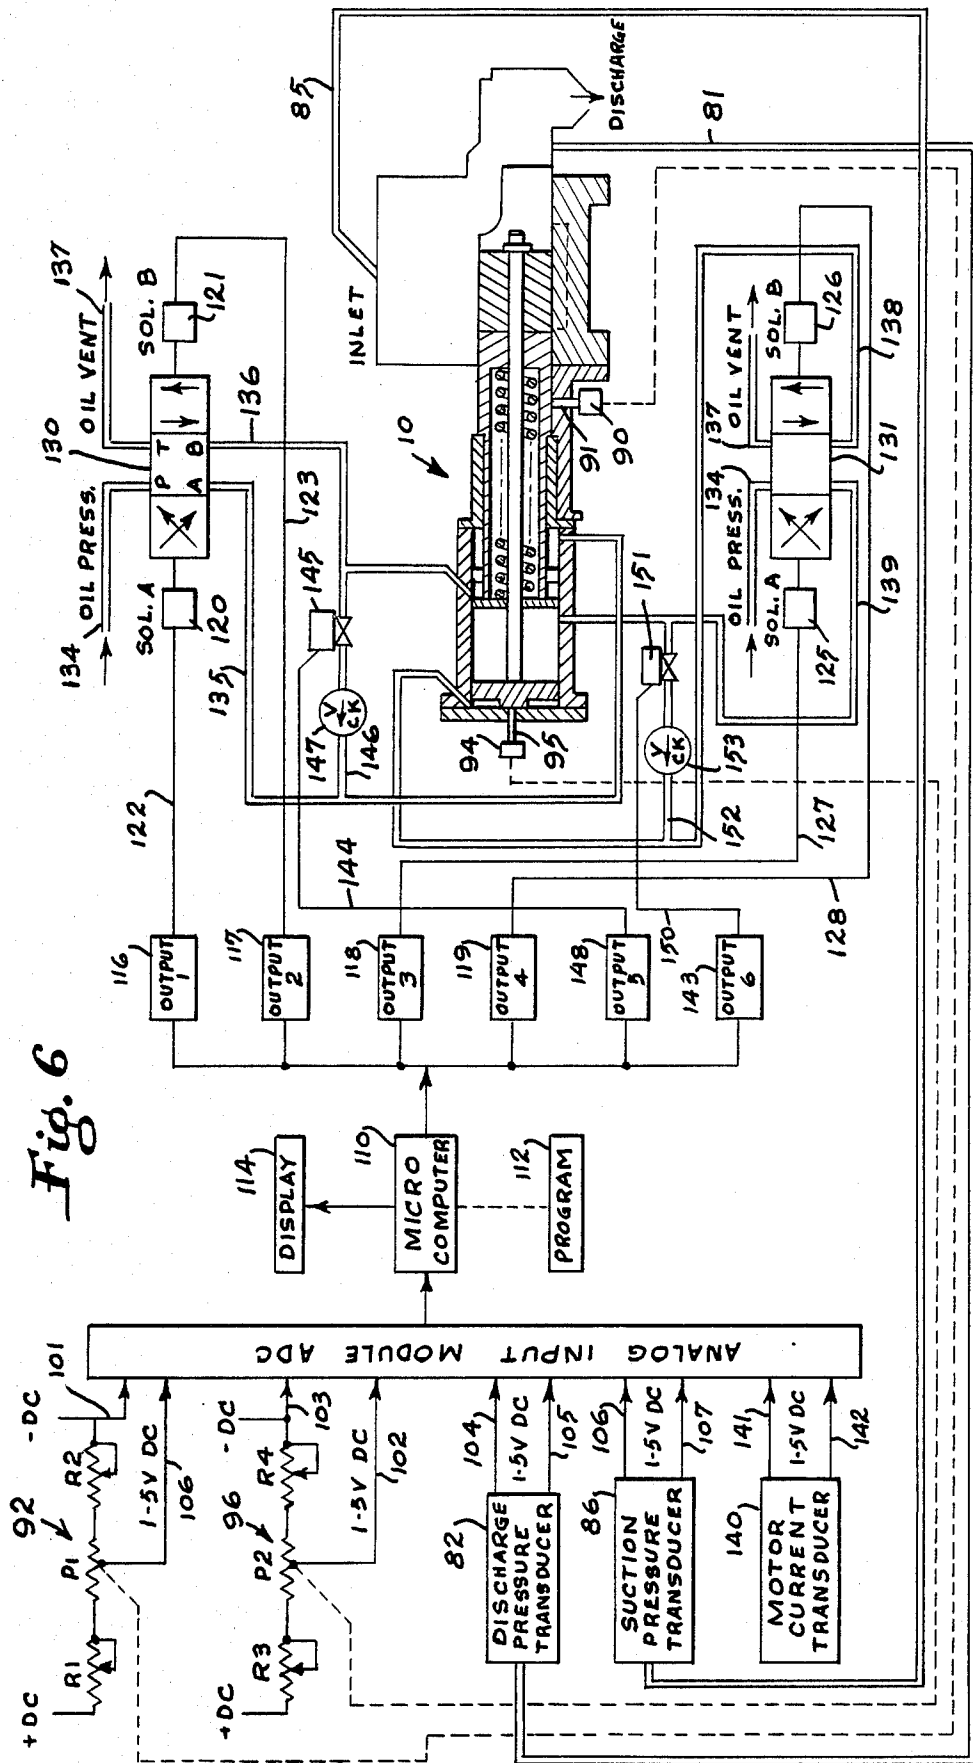 Fig. 6
+DC
R1
P1
92
R2
-DC
101
1-5V DC
106
+DC
R3
P2
96
R4
-DC
103
1-5V DC
102
82
DISCHARGE
PRESSURE
TRANSDUCER
104
1-5V DC
105
86
SUCTION
PRESSURE
TRANSDUCER
106
1-5V DC
107
140
MOTOR
CURRENT
TRANSDUCER
141
1-5V DC
142
ANALOG INPUT MODULE ADC
114
DISPLAY
110
MICRO
COMPUTER
112
PROGRAM
116
OUTPUT
1
117
OUTPUT
2
118
OUTPUT
3
119
OUTPUT
4
148
OUTPUT
5
143
OUTPUT
6
122
144
150
128
127
134
OIL PRESS.
130
OIL VENT
137
SOL. A
120
P T
A B
SOL. B
121
135
136
123
145
147
V
CK
146
10
INLET
85
DISCHARGE
81
94
95
91
90
151
V
CK
153
152
134
OIL PRESS.
137
OIL VENT
SOL. A
125
SOL. B
126
131
138
139